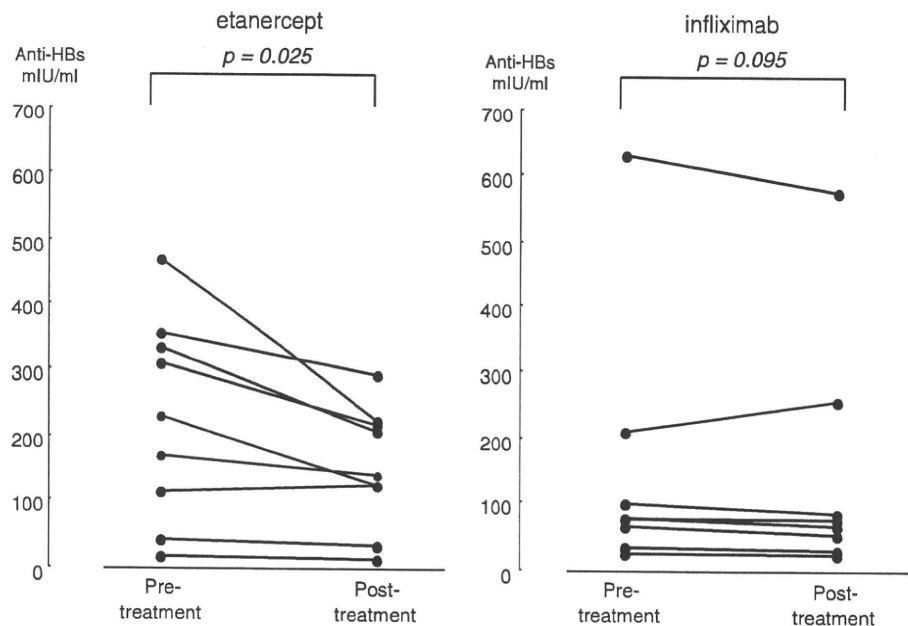 etanercept
Anti-HBs
mIU/ml
p = 0.025
700
600
500
400
300
200
100
0
Pre-
treatment
Post-
treatment
infliximab
Anti-HBs
mIU/ml
p = 0.095
700
600
500
400
300
200
100
0
Pre-
treatment
Post-
treatment